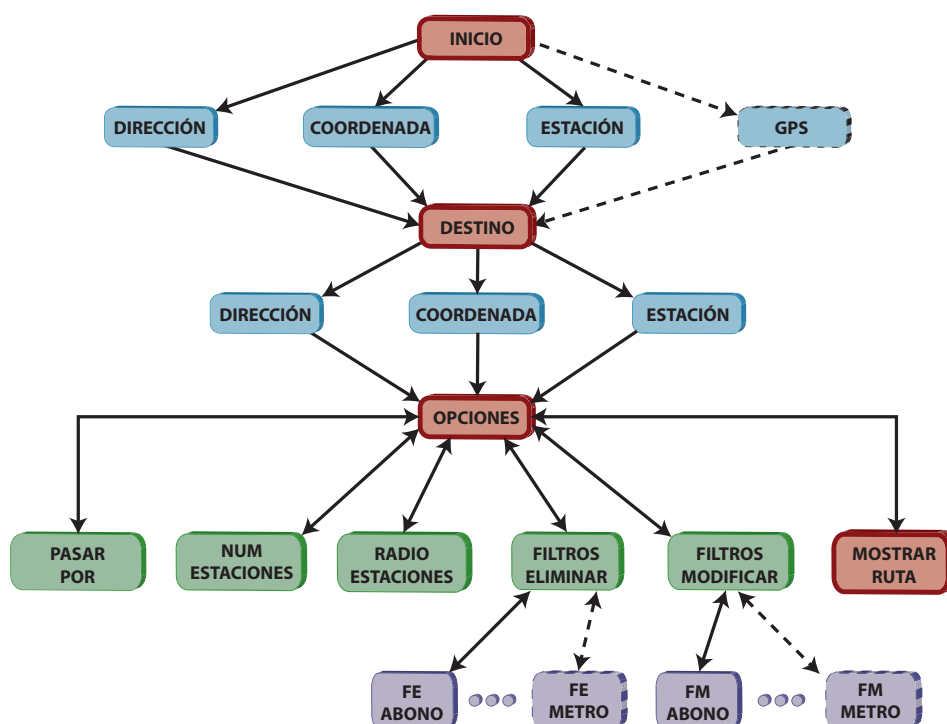 INICIO
DIRECCIÓN
COORDENADA
ESTACIÓN
GPS
DESTINO
DIRECCIÓN
COORDENADA
ESTACIÓN
OPCIONES
PASAR
POR
NUM
ESTACIONES
RADIO
ESTACIONES
FILTROS
ELIMINAR
FILTROS
MODIFICAR
MOSTRAR
RUTA
FE
ABONO
FE
METRO
FM
ABONO
FM
METRO